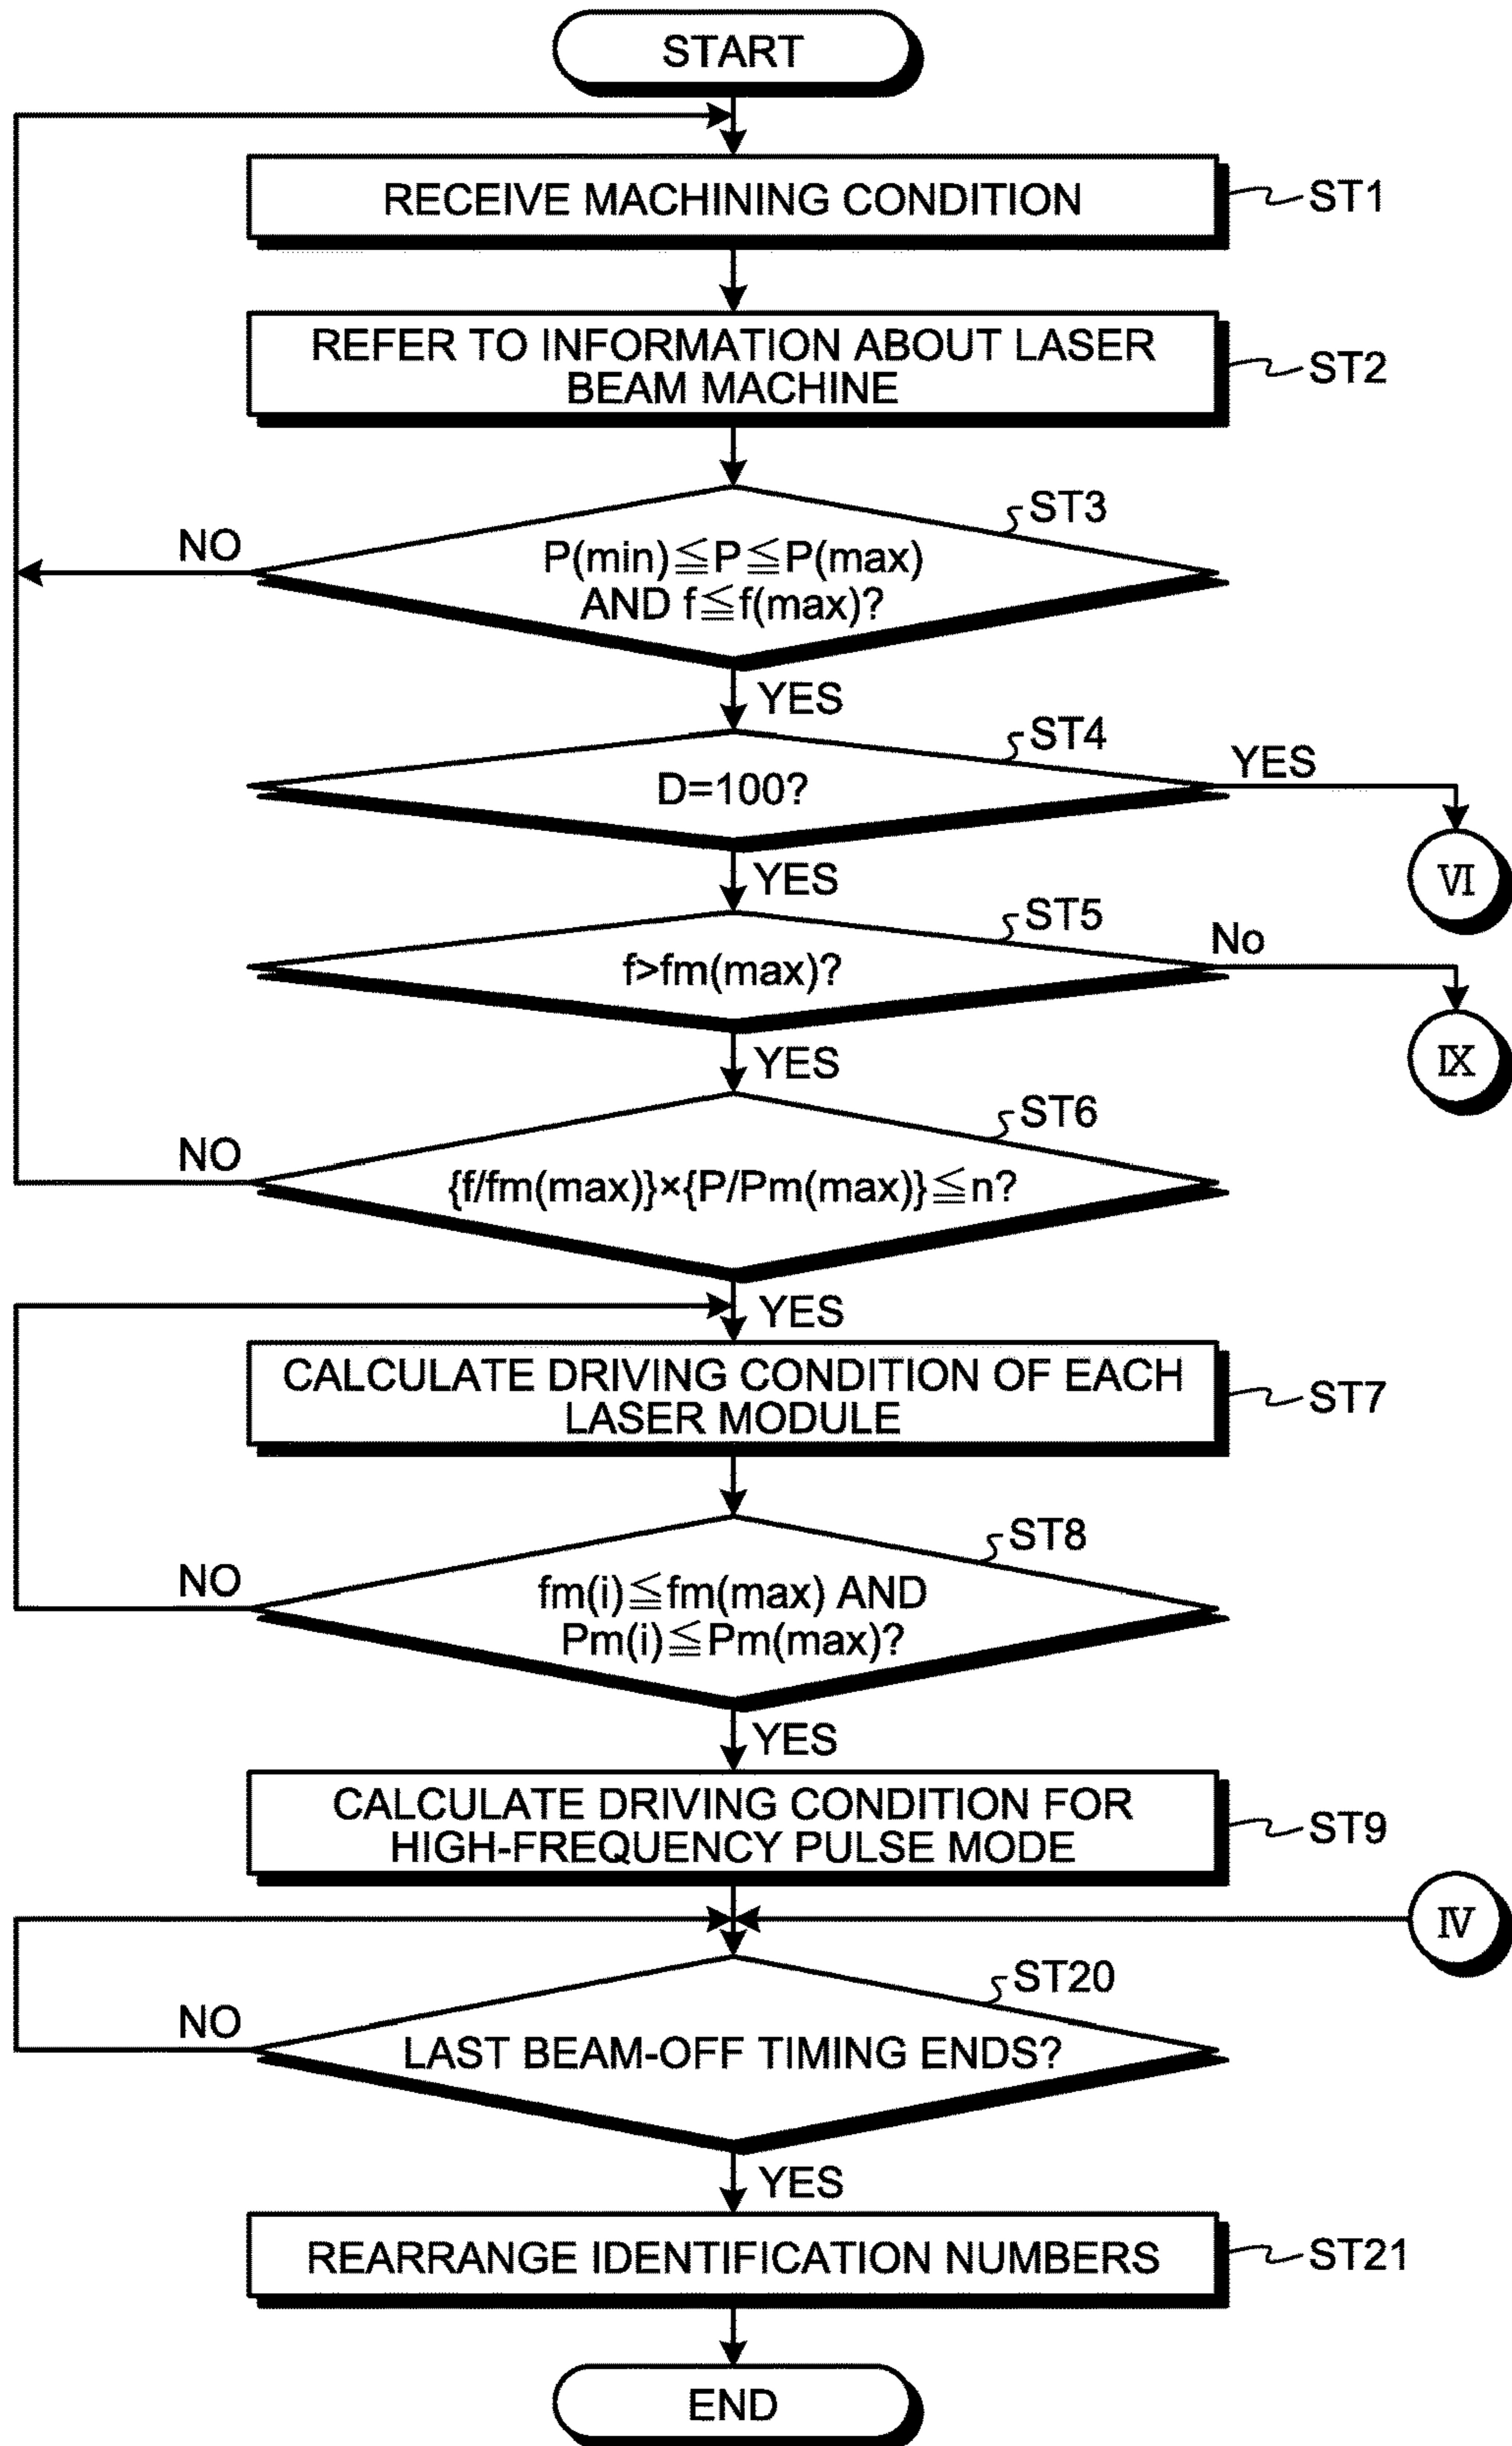 START
RECEIVE MACHINING CONDITION
ST1
REFER TO INFORMATION ABOUT LASER
BEAM MACHINE
ST2
ST3
NO
P(min)≦P≦P(max)
AND f≦f(max)?
YES
ST4
YES
D=100?
VI
YES
ST5
No
f>fm(max)?
IX
YES
ST6
NO
{f/fm(max)}×{P/Pm(max)}≦n?
YES
CALCULATE DRIVING CONDITION OF EACH
LASER MODULE
ST7
ST8
NO
fm(i)≦fm(max) AND
Pm(i)≦Pm(max)?
YES
CALCULATE DRIVING CONDITION FOR
HIGH-FREQUENCY PULSE MODE
ST9
IV
ST20
NO
LAST BEAM-OFF TIMING ENDS?
YES
REARRANGE IDENTIFICATION NUMBERS
ST21
END